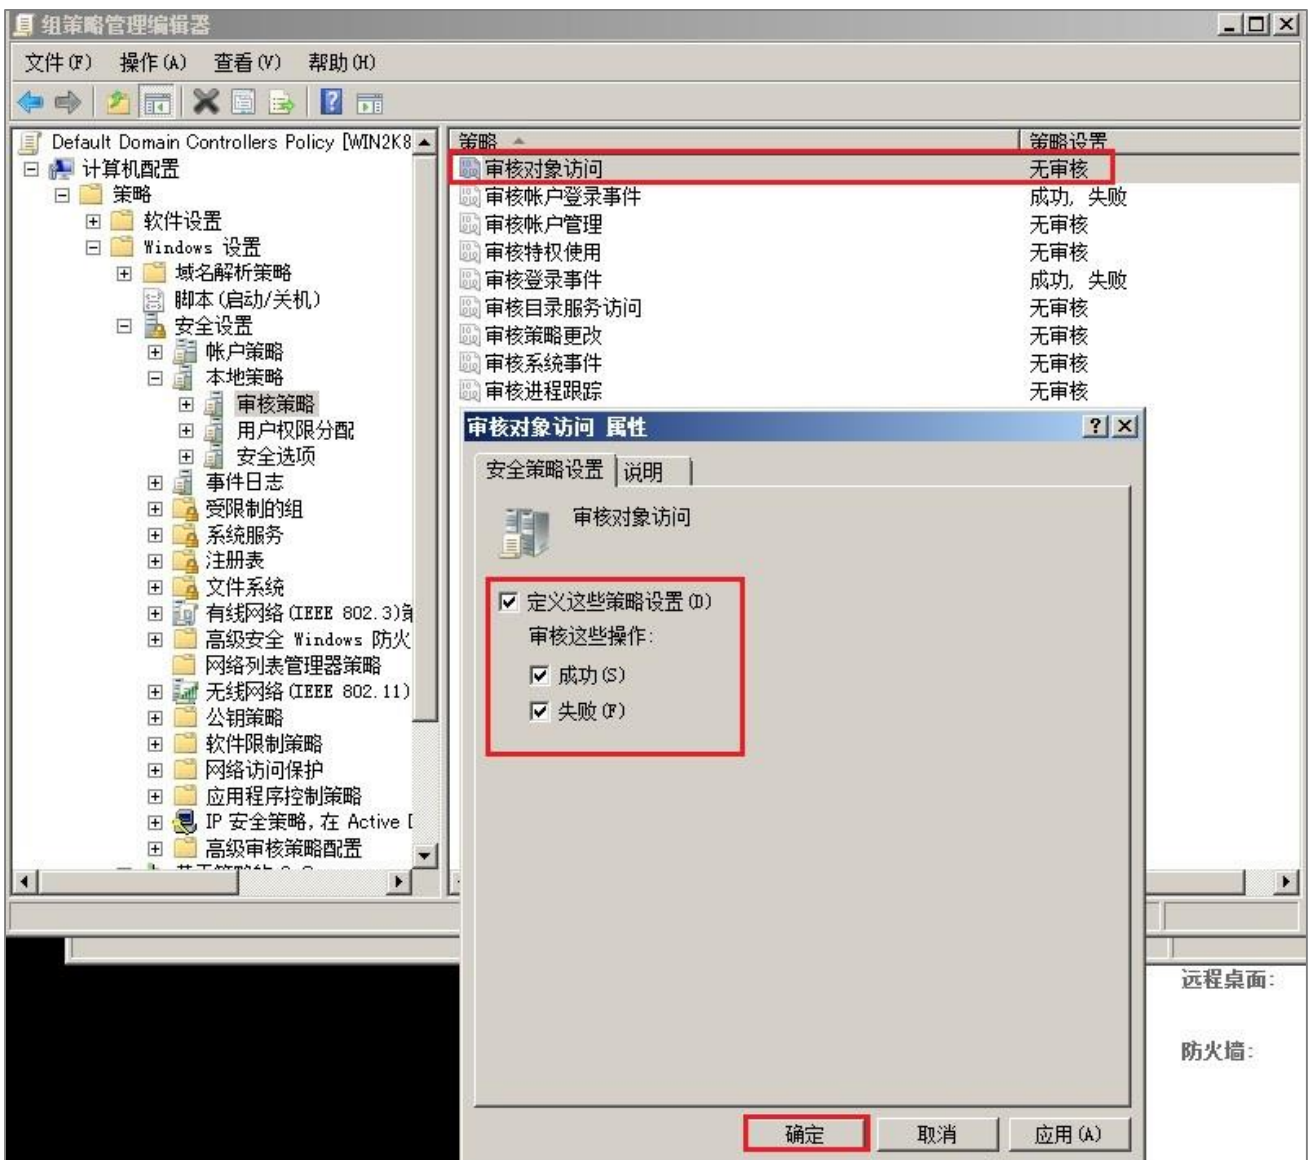 组策略管理编辑器
文件(F) 操作(A) 查看(V) 帮助(H)
Default Domain Controllers Policy [WIN2K8
计算机配置
策略
软件设置
Windows 设置
域名解析策略
脚本(启动/关机)
安全设置
帐户策略
本地策略
审核策略
用户权限分配
安全选项
事件日志
受限制的组
系统服务
注册表
文件系统
有线网络(IEEE 802.3)策
高级安全 Windows 防火
网络列表管理器策略
无线网络(IEEE 802.11)
公钥策略
软件限制策略
网络访问保护
应用程序控制策略
IP 安全策略,在 Active D
高级审核策略配置
策略 策略设置
审核对象访问 无审核
审核帐户登录事件 成功, 失败
审核帐户管理 无审核
审核特权使用 无审核
审核登录事件 成功, 失败
审核目录服务访问 无审核
审核策略更改 无审核
审核系统事件 无审核
审核进程跟踪 无审核
审核对象访问 属性
安全策略设置 说明
审核对象访问
定义这些策略设置(D)
审核这些操作:
成功(S)
失败(F)
确定 取消 应用(A)
远程桌面:
防火墙: